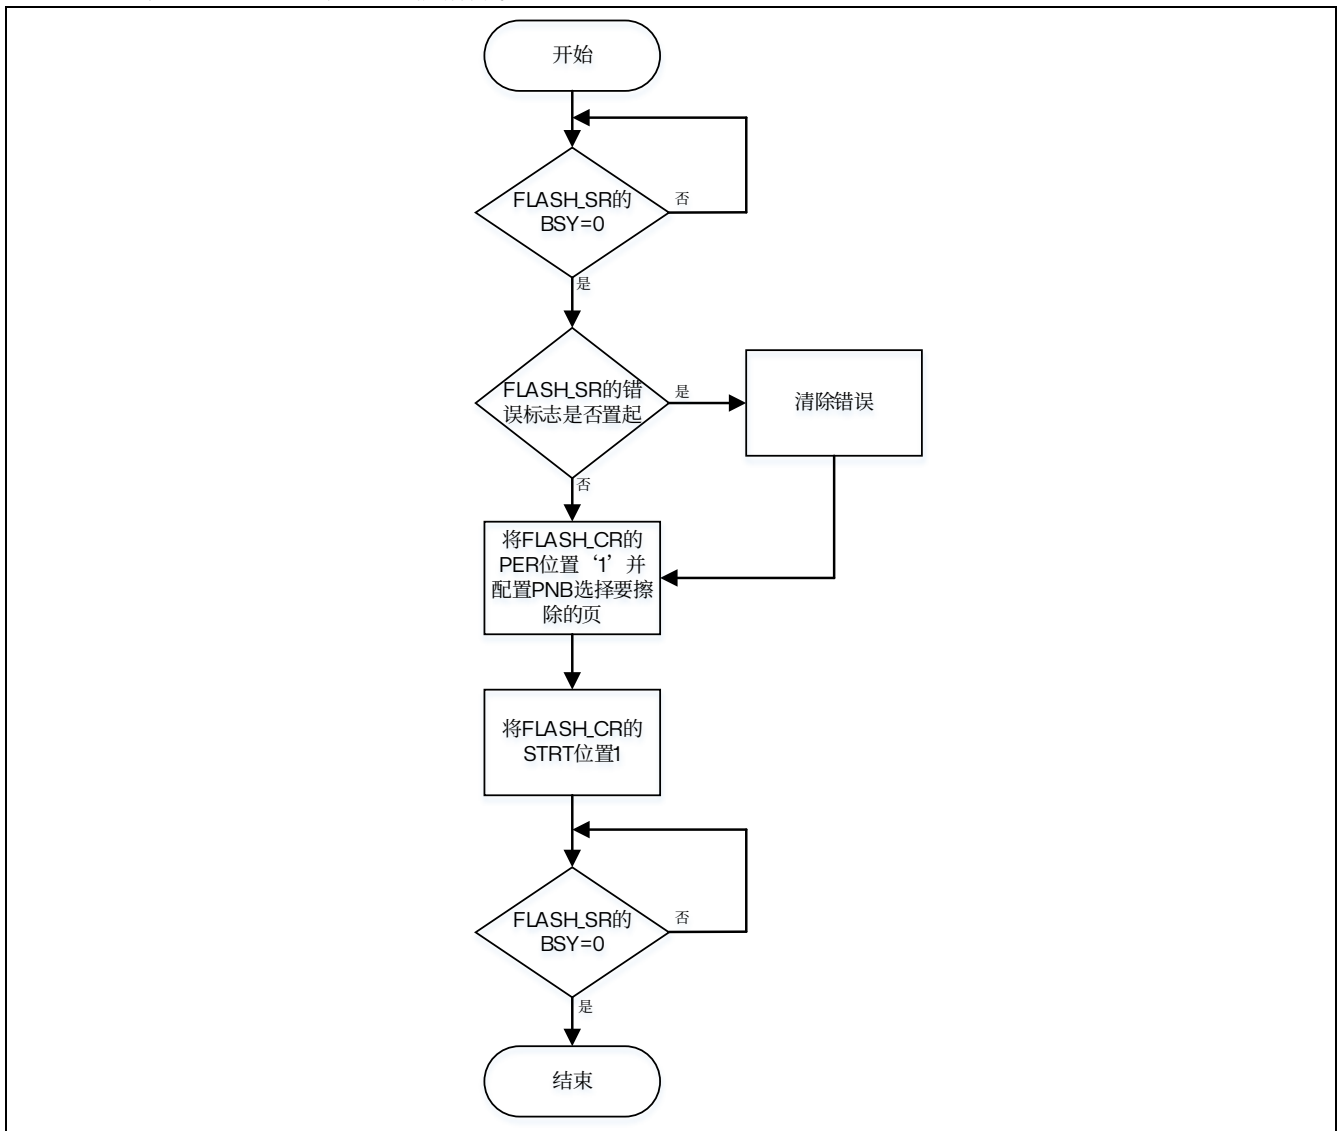 开始
FLASH_SR的
BSY=0
否
是
FLASH_SR的错
误标志是否置起
是
清除错误
否
将FLASH_CR的
PER位置‘1’并
配置PNB选择要擦
除的页
将FLASH_CR的
STRT位置1
FLASH_SR的
BSY=0
否
是
结束